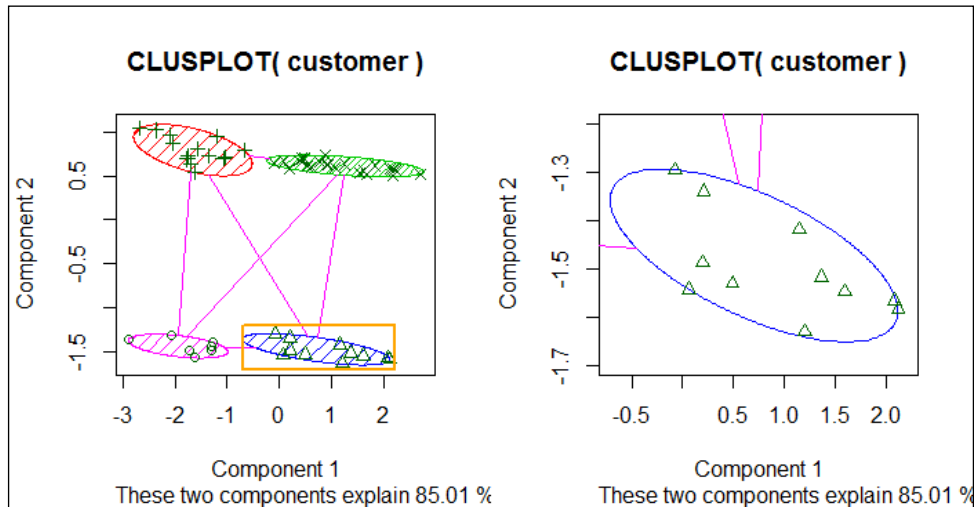 CLUSPLOT( customer )
Component 2
0.5
-0.5
-1.5
-3 -2 -1 0 1 2
Component 1
These two components explain 85.01 %
CLUSPLOT( customer )
Component 2
-1.3
-1.5
-1.7
-0.5 0.5 1.5 2.0
Component 1
These two components explain 85.01 %